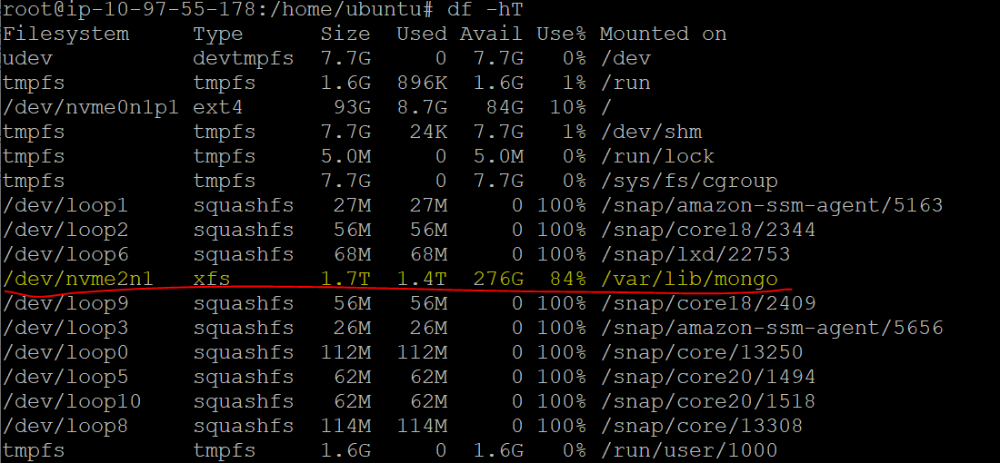 root@ip-10-97-55-178:/home/ubuntu# df -hT
Filesystem     Type      Size  Used Avail Use% Mounted on
udev           devtmpfs  7.7G     0  7.7G   0% /dev
tmpfs          tmpfs     1.6G  896K  1.6G   1% /run
/dev/nvme0n1p1 ext4       93G  8.7G   84G  10% /
tmpfs          tmpfs     7.7G   24K  7.7G   1% /dev/shm
tmpfs          tmpfs     5.0M     0  5.0M   0% /run/lock
tmpfs          tmpfs     7.7G     0  7.7G   0% /sys/fs/cgroup
/dev/loop1     squashfs   27M   27M     0 100% /snap/amazon-ssm-agent/5163
/dev/loop2     squashfs   56M   56M     0 100% /snap/core18/2344
/dev/loop6     squashfs   68M   68M     0 100% /snap/lxd/22753
/dev/nvme2n1   xfs       1.7T  1.4T  276G  84% /var/lib/mongo
/dev/loop9     squashfs   56M   56M     0 100% /snap/core18/2409
/dev/loop3     squashfs   26M   26M     0 100% /snap/amazon-ssm-agent/5656
/dev/loop0     squashfs  112M  112M     0 100% /snap/core/13250
/dev/loop5     squashfs   62M   62M     0 100% /snap/core20/1494
/dev/loop10    squashfs   62M   62M     0 100% /snap/core20/1518
/dev/loop8     squashfs  114M  114M     0 100% /snap/core/13308
tmpfs          tmpfs     1.6G     0  1.6G   0% /run/user/1000